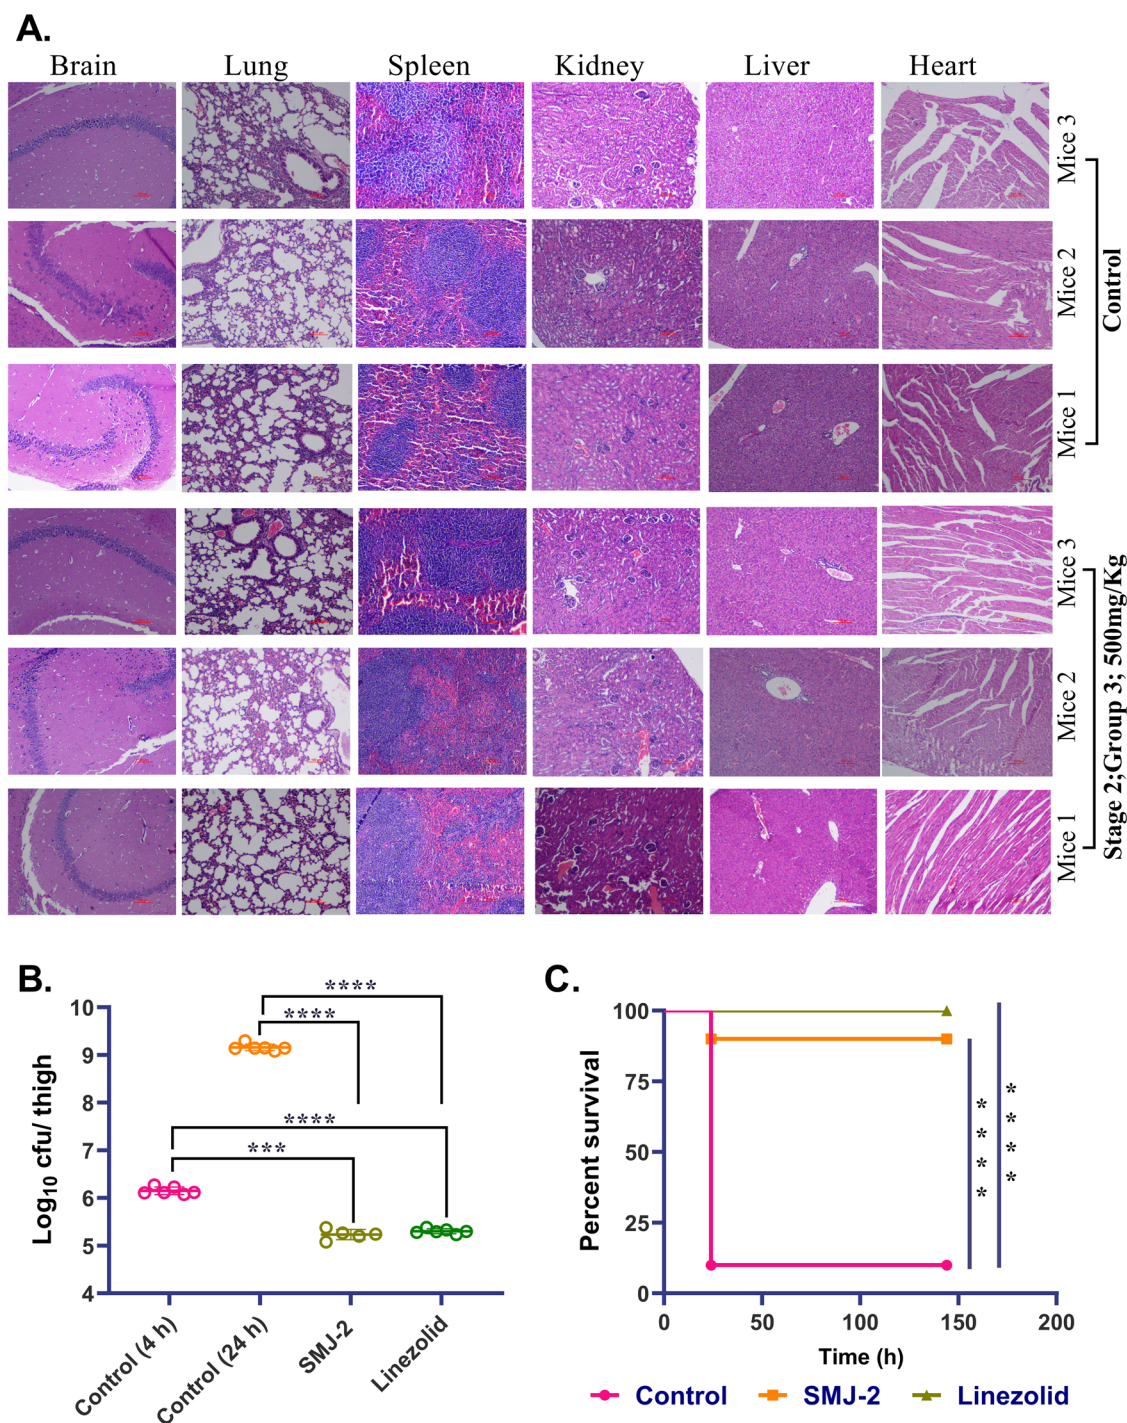 A.
Brain Lung Spleen Kidney Liver Heart
Mice 3
Mice 2
Mice 1
Control
Mice 3
Mice 2
Mice 1
Stage 2;Group 3; 500mg/Kg
B.
****
****
****
***
Log10 cfu/ thigh
10
9
8
7
6
5
4
Control (4 h)
Control (24 h)
SMJ-2
Linezolid
C.
Percent survival
100
75
50
25
0
0 50 100 150 200
Time (h)
****
****
Control SMJ-2 Linezolid